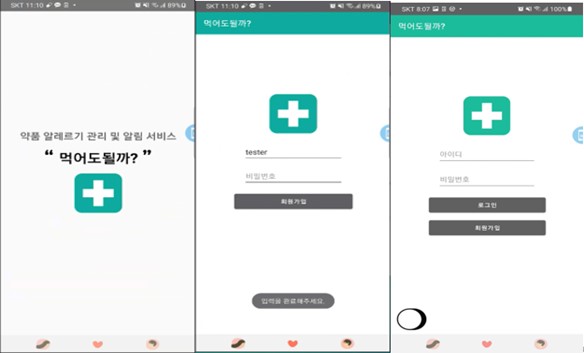 SKT 11:10
89%
약품 알레르기 관리 및 알림 서비스
“ 먹어도될까? ”
SKT 11:10
89%
먹어도될까?
tester
비밀번호
회원가입
입력을 완료해주세요.
SKT 8:07
100%
먹어도될까?
아이디
비밀번호
로그인
회원가입